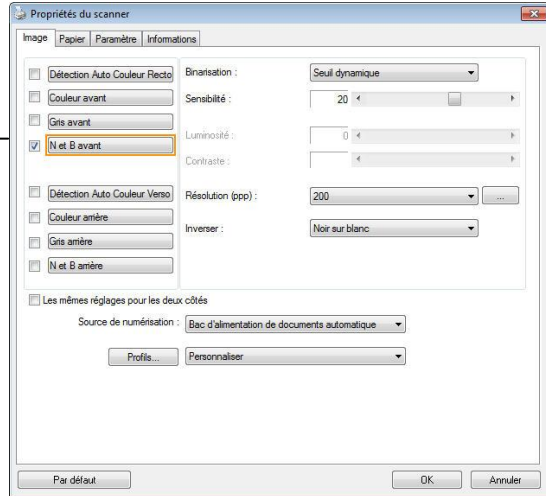 Propriétés du scanner
Image Papier Paramètre Informations
Détection Auto Couleur Recto
Couleur avant
Gris avant
N et B avant
Détection Auto Couleur Verso
Couleur arrière
Gris arrière
N et B arrière
Binarisation : Seuil dynamique
Sensibilité : 20
Luminosité : 0
Contraste :
Résolution (ppp) : 200 ...
Inverser : Noir sur blanc
Les mêmes réglages pour les deux côtés
Source de numérisation : Bac d'alimentation de documents automatique
Profils... Personnaliser
Par défaut OK Annuler